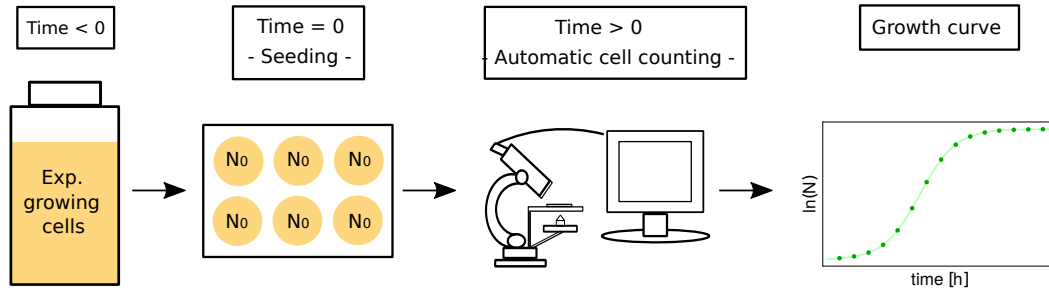 Time < 0
Time = 0
- Seeding -
Time > 0
- Automatic cell counting -
Growth curve
Exp.
growing
cells
N₀ N₀ N₀
N₀ N₀ N₀
ln(N)
time [h]